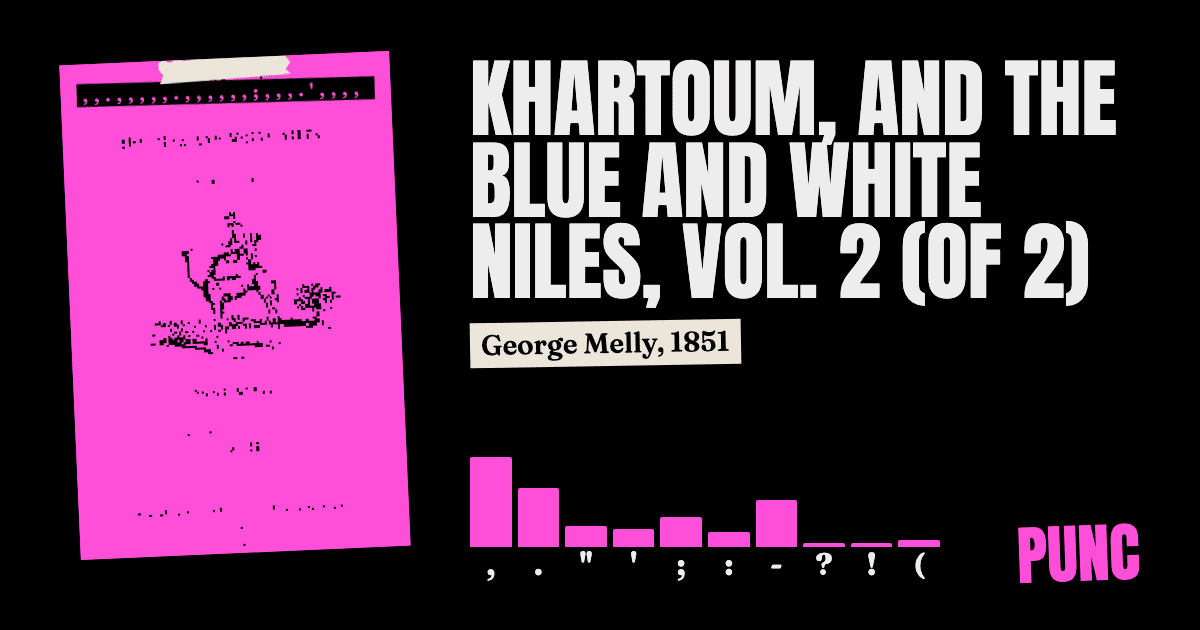 ,,.,,,,,.,,,,,,;,,,.',,,,
KHARTOUM, AND THE
BLUE AND WHITE
NILES, VOL. 2 (OF 2)
George Melly, 1851
, . " ' ; : - ? ! (
PUNC